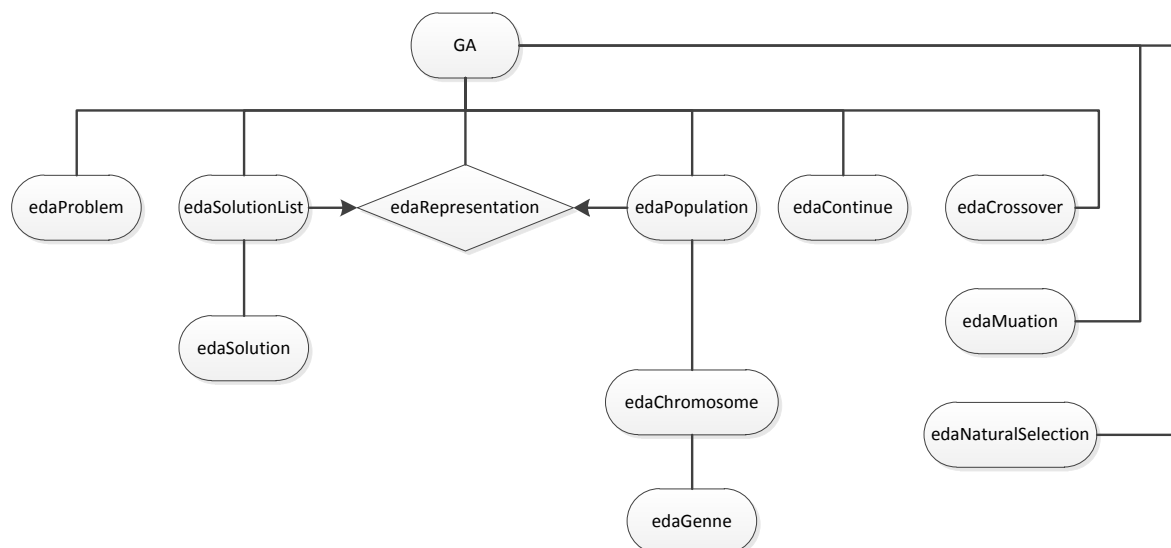 GA
edaProblem
edaSolutionList
edaRepresentation
edaPopulation
edaContinue
edaCrossover
edaMuation
edaSolution
edaChromosome
edaNaturalSelection
edaGenne